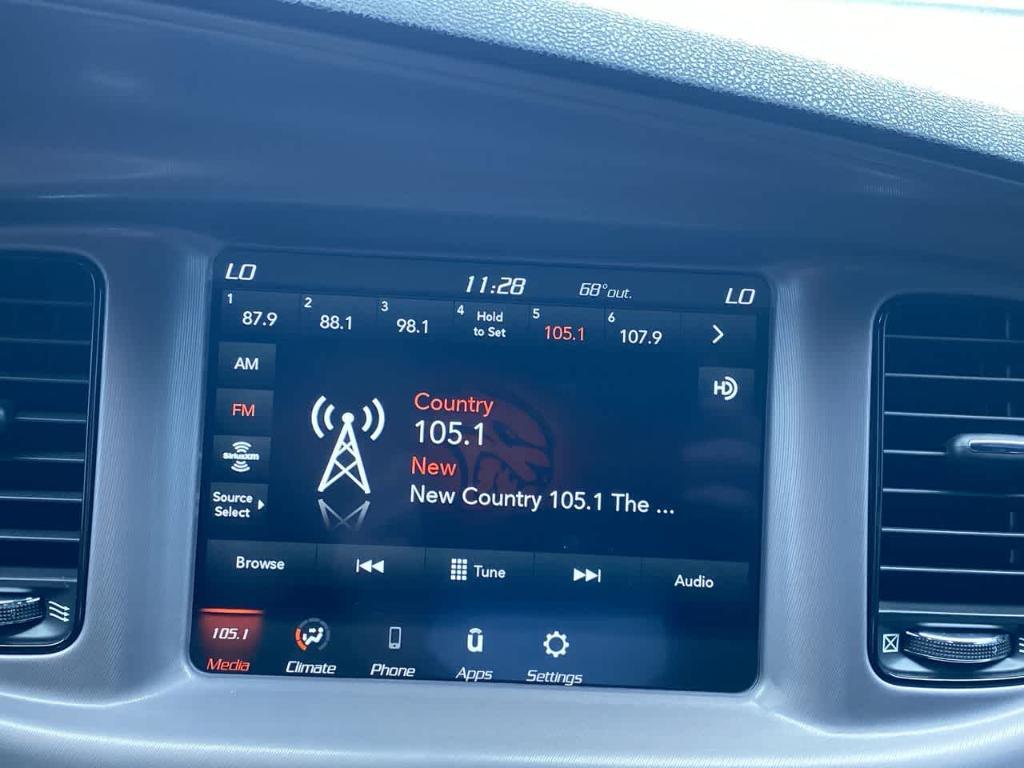 LO 11:28 68° out. LO
1 87.9 2 88.1 3 98.1 4 Hold to Set 5 105.1 6 107.9
AM
HD
FM
Country
105.1
New
New Country 105.1 The ...
SiriusXM
Source
Select
Browse Tune Audio
105.1
Media Climate Phone Apps Settings